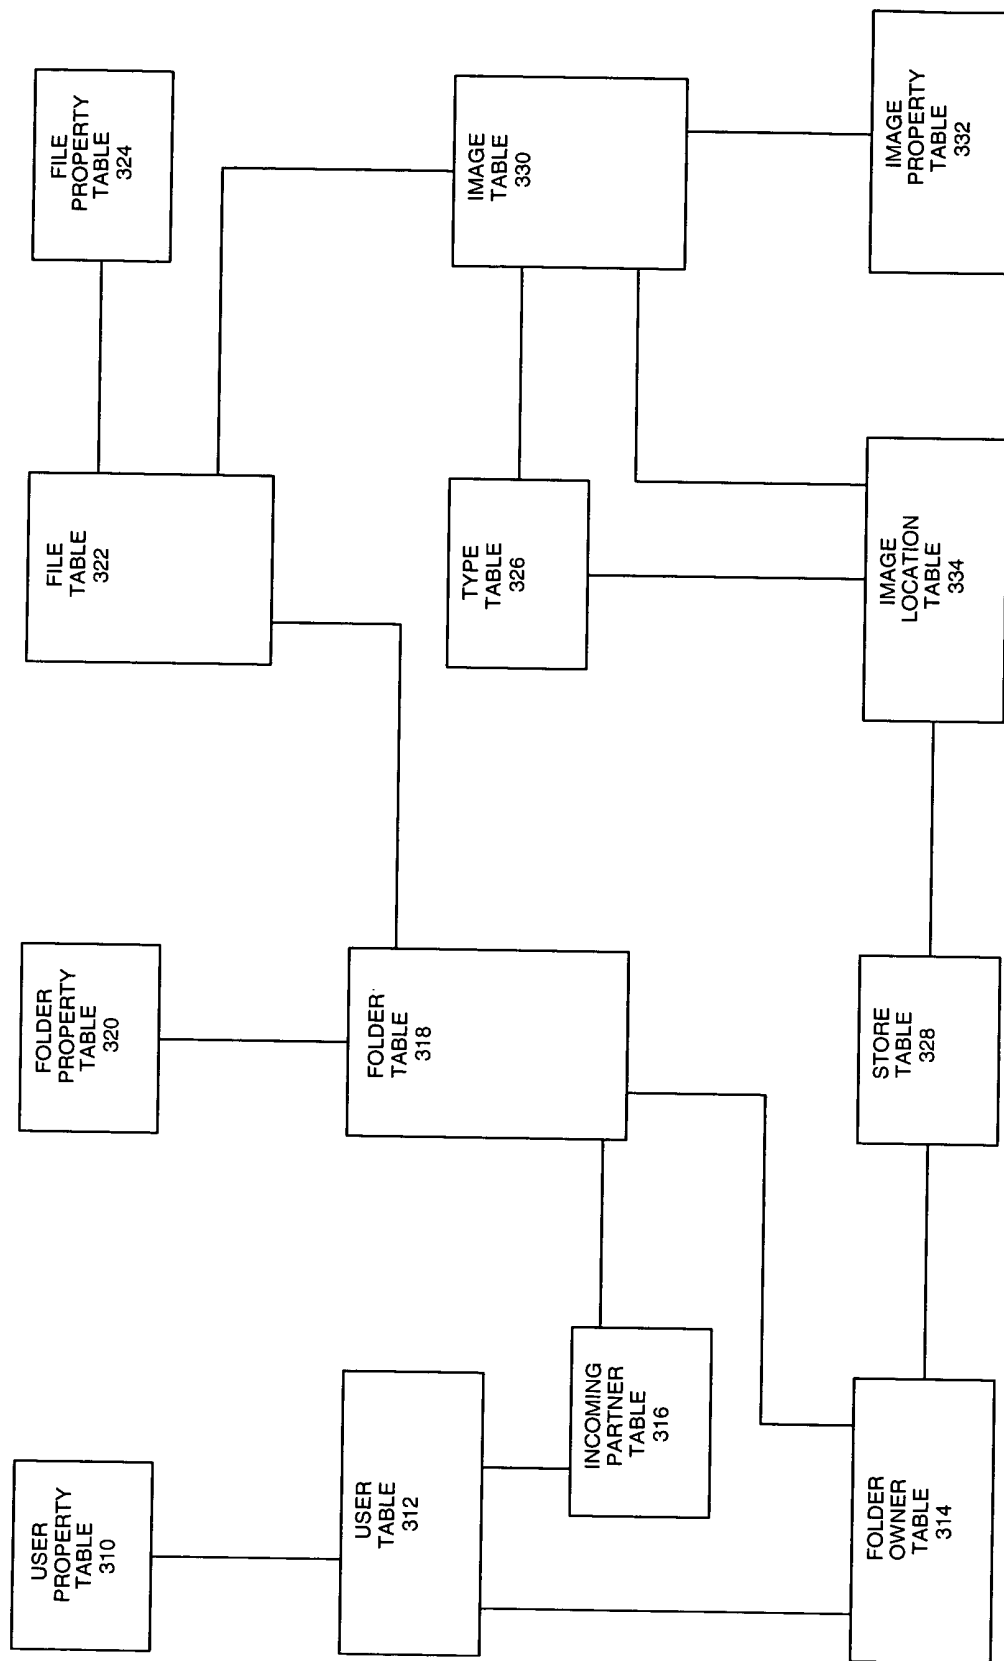 USER
PROPERTY
TABLE
310
FOLDER
PROPERTY
TABLE
320
FILE
PROPERTY
TABLE
324
FILE
TABLE
322
USER
TABLE
312
FOLDER
TABLE
318
TYPE
TABLE
326
IMAGE
TABLE
330
INCOMING
PARTNER
TABLE
316
FOLDER
OWNER
TABLE
314
STORE
TABLE
328
IMAGE
LOCATION
TABLE
334
IMAGE
PROPERTY
TABLE
332